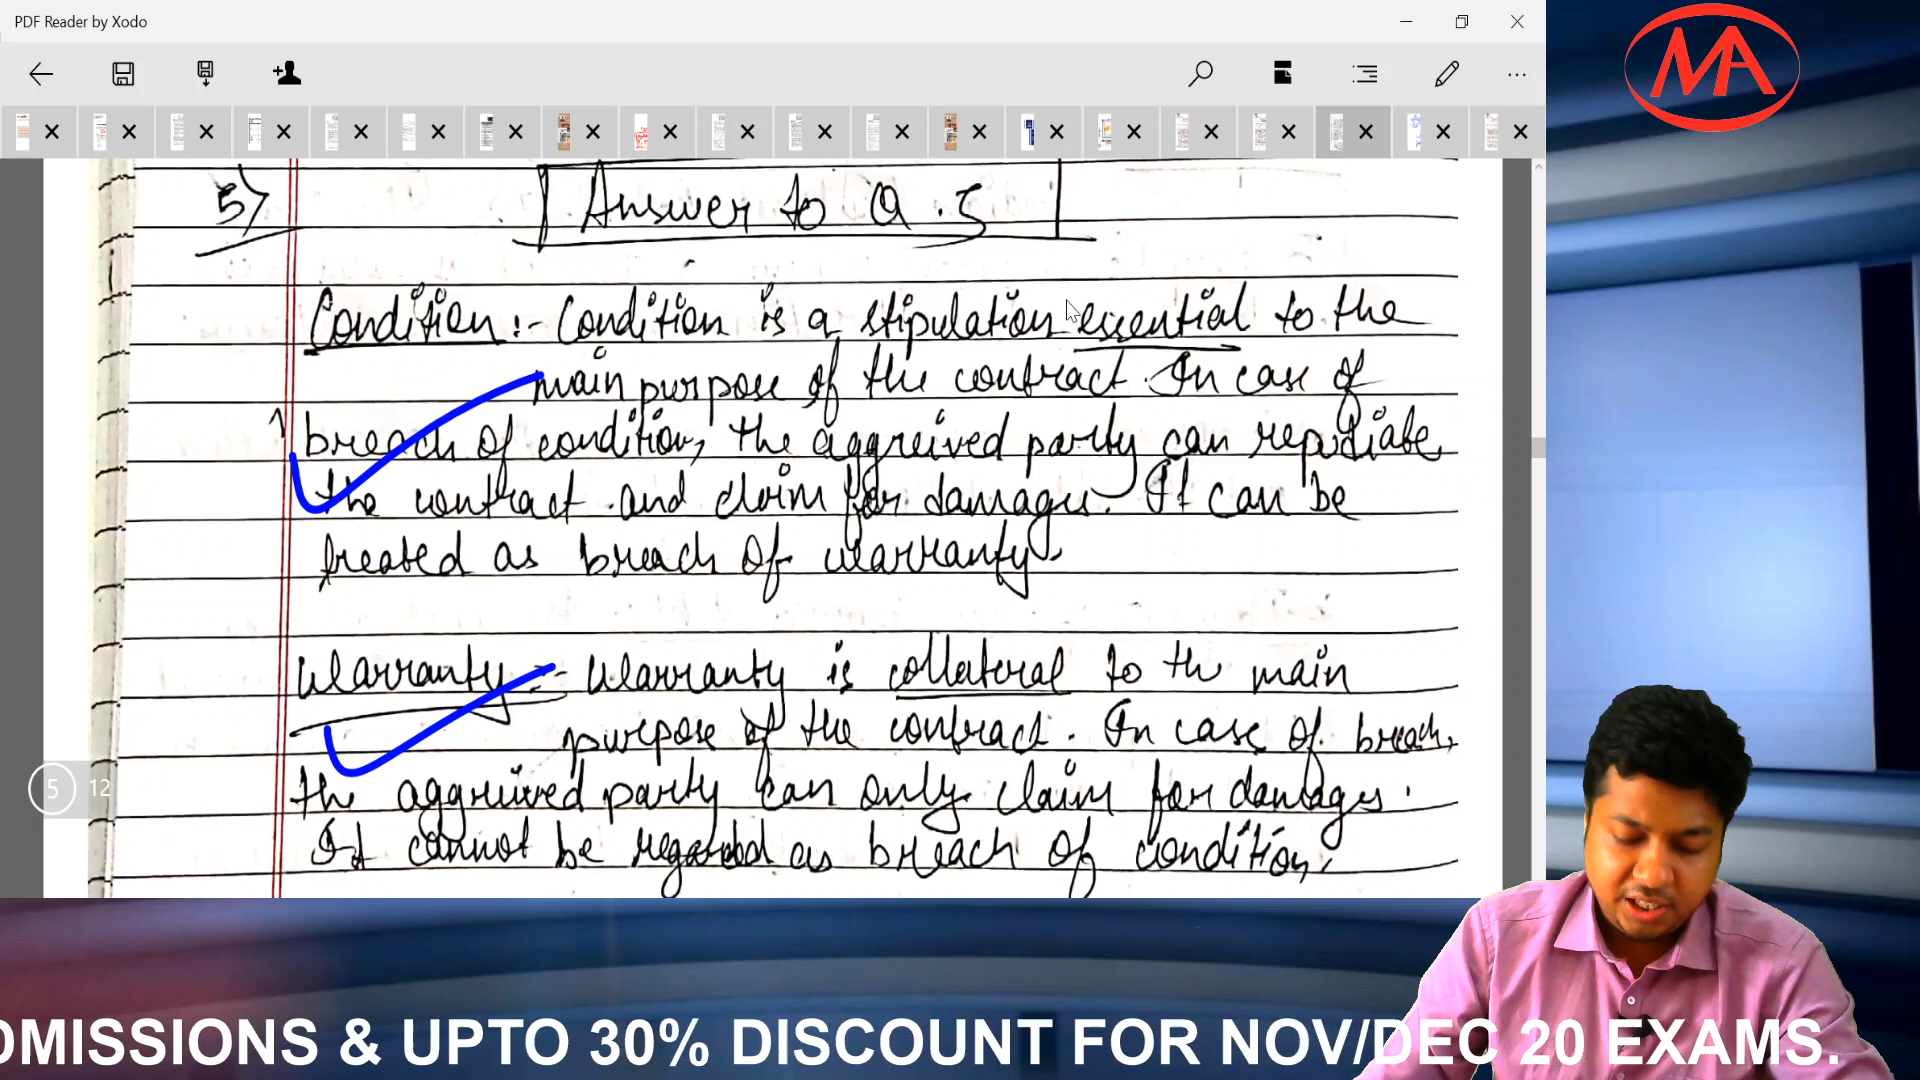 PDF Reader by Xodo
MA
5)
Answer to Q.5
Condition :- Condition is a stipulation essential to the
main purpose of the contract. In case of
breach of condition, the aggreived party can repudiate
the contract and claim for damages. It can be
treated as breach of warranty.
Warranty :- Warranty is collateral to th main
purpose of the contract. In case of breach,
the aggreived party can only claim for damages.
It cannot be regarded as breach of condition.
5 12
DMISSIONS & UPTO 30% DISCOUNT FOR NOV/DEC 20 EXAMS.